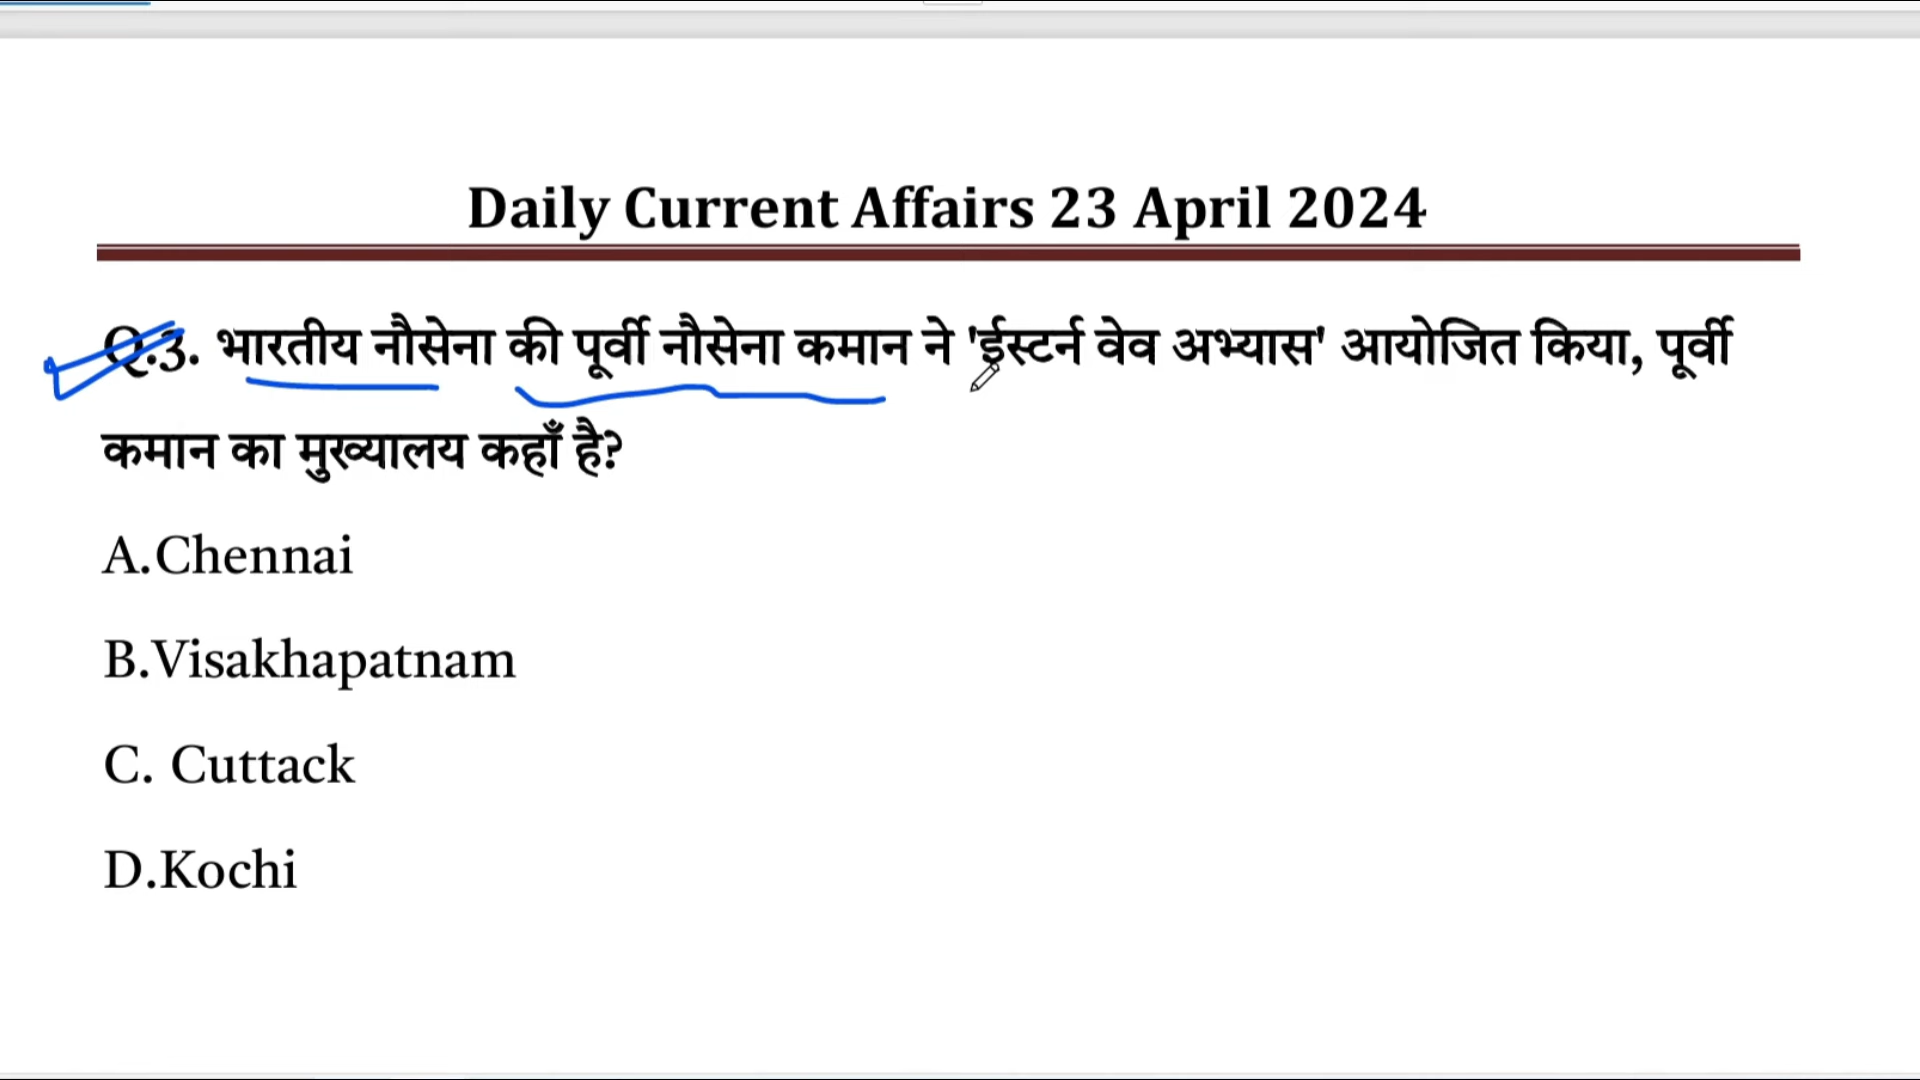 Daily Current Affairs 23 April 2024
Q.3. भारतीय नौसेना की पूर्वी नौसेना कमान ने 'ईस्टर्न वेव अभ्यास' आयोजित किया, पूर्वी
कमान का मुख्यालय कहाँ है?
A.Chennai
B.Visakhapatnam
C. Cuttack
D.Kochi